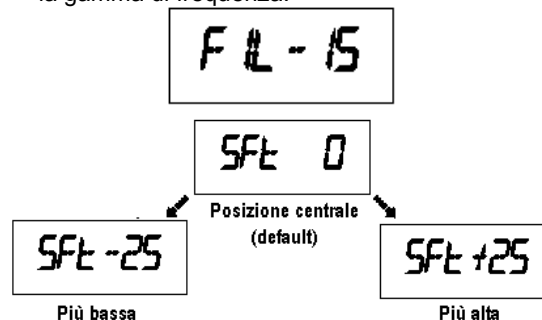 la gamma di frequenza.
FIL-15
SFt 0
Posizione centrale
(default)
SFt -25
SFt +25
Più bassa
Più alta